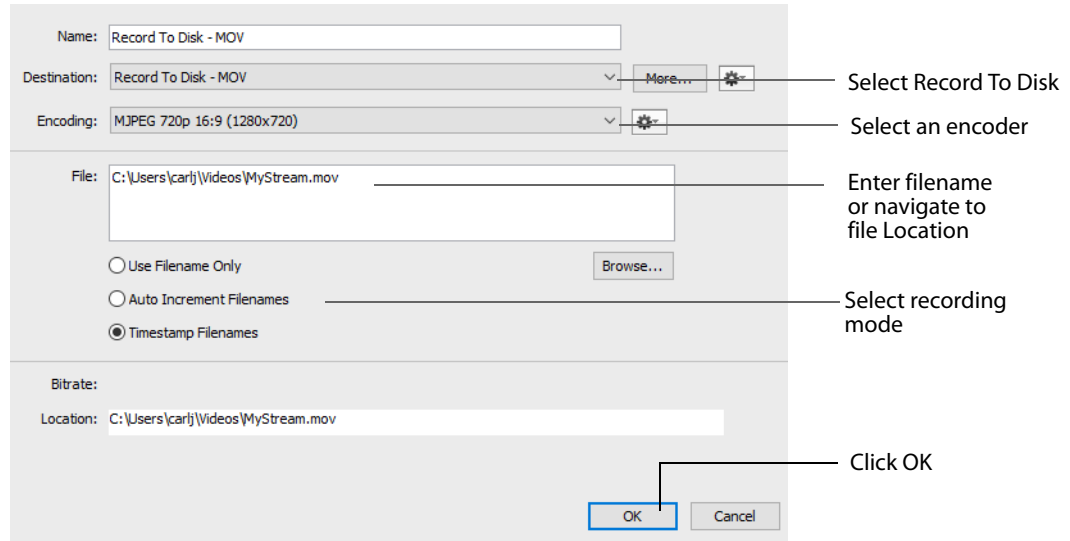 Name: Record To Disk - MOV
Destination: Record To Disk - MOV More...
Select Record To Disk
Encoding: MJPEG 720p 16:9 (1280x720)
Select an encoder
File: C:\Users\carlj\Videos\MyStream.mov
Enter filename
or navigate to
file Location
Use Filename Only Browse...
Auto Increment Filenames
Select recording
mode
Timestamp Filenames
Bitrate:
Location: C:\Users\carlj\Videos\MyStream.mov
Click OK
OK Cancel